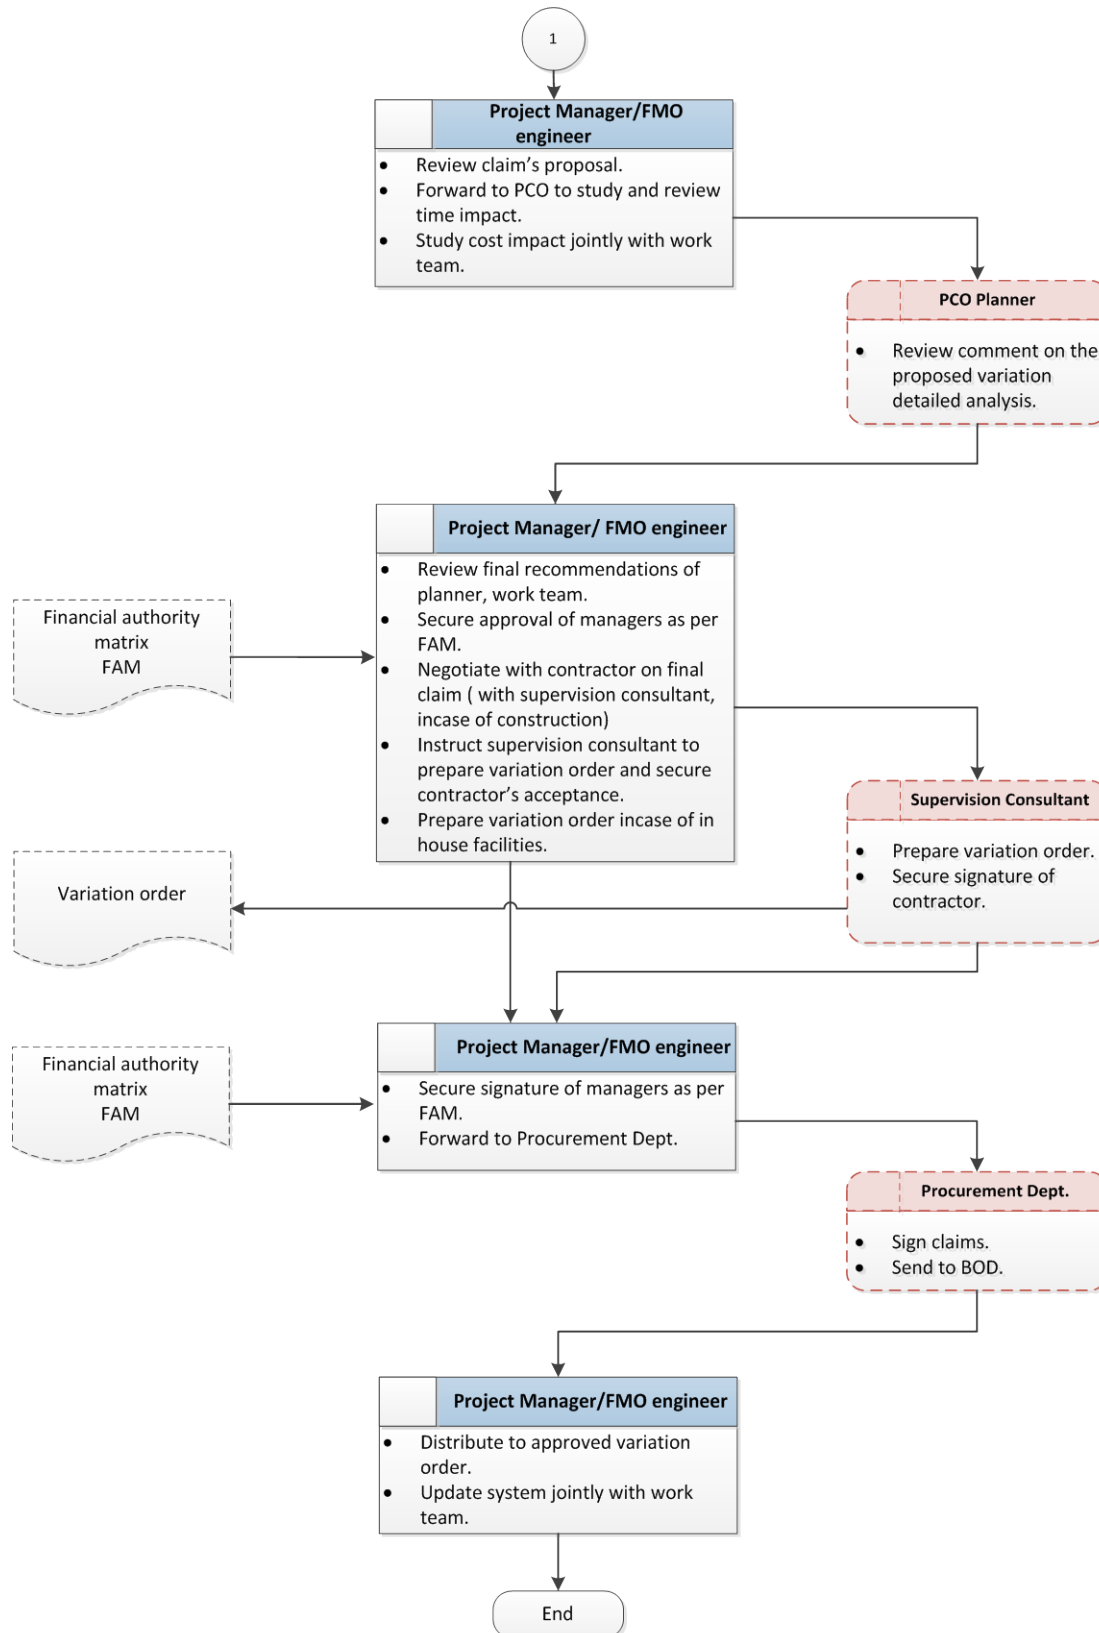 1
Project Manager/FMO
engineer
• Review claim's proposal.
• Forward to PCO to study and review
time impact.
• Study cost impact jointly with work
team.
PCO Planner
• Review comment on the
proposed variation
detailed analysis.
Project Manager/ FMO engineer
• Review final recommendations of
planner, work team.
• Secure approval of managers as per
FAM.
• Negotiate with contractor on final
claim ( with supervision consultant,
incase of construction)
• Instruct supervision consultant to
prepare variation order and secure
contractor's acceptance.
• Prepare variation order incase of in
house facilities.
Financial authority
matrix
FAM
Supervision Consultant
• Prepare variation order.
• Secure signature of
contractor.
Variation order
Project Manager/FMO engineer
• Secure signature of managers as per
FAM.
• Forward to Procurement Dept.
Financial authority
matrix
FAM
Procurement Dept.
• Sign claims.
• Send to BOD.
Project Manager/FMO engineer
• Distribute to approved variation
order.
• Update system jointly with work
team.
End